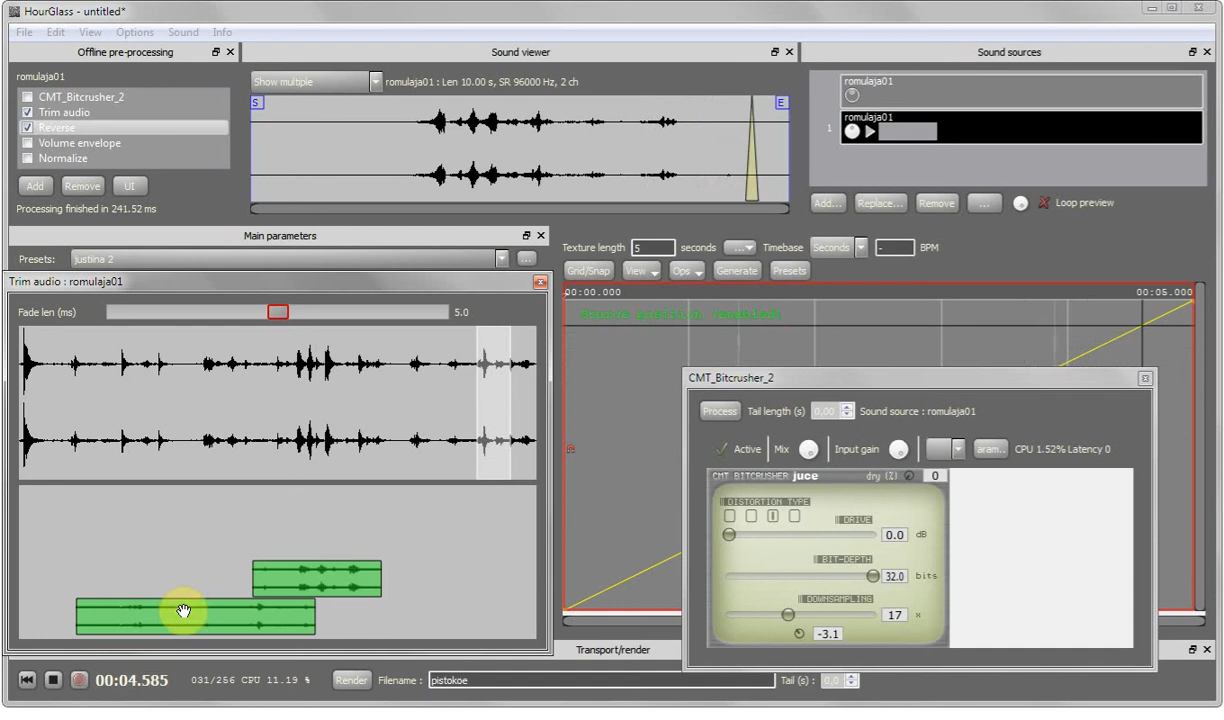 HourGlass - untitled*
File Edit View Options Sound Info
Offline pre-processing
romulaja01
CMT_Bitcrusher_2
Trim audio
Reverse
Volume envelope
Normalize
Add Remove UI
Processing finished in 241.52 ms
Sound viewer
Show multiple romulaja01 : Len 10.00 s, SR 96000 Hz, 2 ch
S E
Sound sources
romulaja01
1 romulaja01
Add... Replace... Remove ... Loop preview
Main parameters
Presets: justina 2 ...
Texture length 5 seconds ... Timebase Seconds - BPM
Grid/Snap View Ops Generate Presets
00:00.000 00:05.000
Source position (enabled)
Trim audio : romulaja01
Fade len (ms) 5.0
CMT_Bitcrusher_2
Process Tail length (s) 0,00 Sound source : romulaja01
Active Mix Input gain aram.. CPU 1.52% Latency 0
CMT BITCRUSHER juce dry (%) 0
DISTORTION TYPE
DRIVE
0.0 dB
BIT-DEPTH
32.0 bits
DOWNSAMPLING
17 x
-3.1
Transport/render
00:04.585 031/256 CPU 11.19 % Render Filename : pistokoe Tail (s) : 0,0